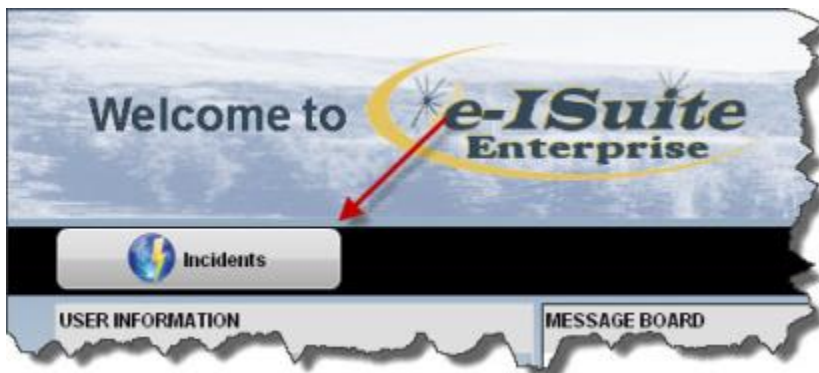 Welcome to e-ISuite
Enterprise
Incidents
USER INFORMATION
MESSAGE BOARD